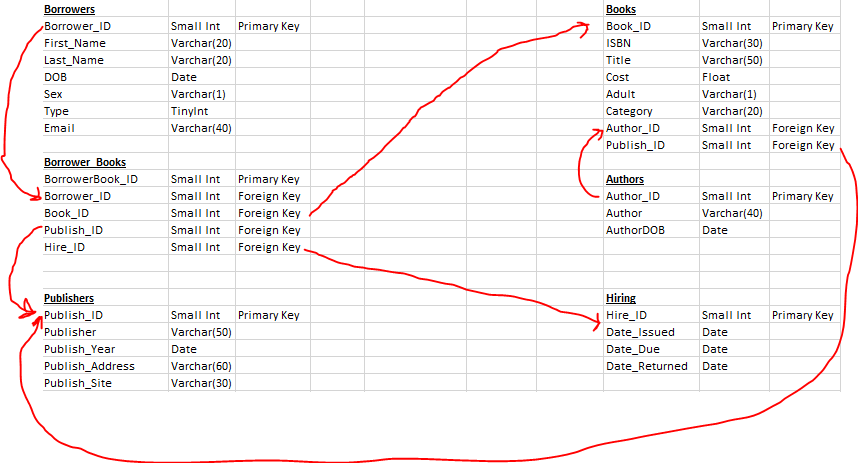 Borrowers
Borrower_ID Small Int Primary Key
First_Name Varchar(20)
Last_Name Varchar(20)
DOB Date
Sex Varchar(1)
Type TinyInt
Email Varchar(40)
Books
Book_ID Small Int Primary Key
ISBN Varchar(30)
Title Varchar(50)
Cost Float
Adult Varchar(1)
Category Varchar(20)
Author_ID Small Int Foreign Key
Publish_ID Small Int Foreign Key
Borrower_Books
BorrowerBook_ID Small Int Primary Key
Borrower_ID Small Int Foreign Key
Book_ID Small Int Foreign Key
Publish_ID Small Int Foreign Key
Hire_ID Small Int Foreign Key
Authors
Author_ID Small Int Primary Key
Author Varchar(40)
AuthorDOB Date
Publishers
Publish_ID Small Int Primary Key
Publisher Varchar(50)
Publish_Year Date
Publish_Address Varchar(60)
Publish_Site Varchar(30)
Hiring
Hire_ID Small Int Primary Key
Date_Issued Date
Date_Due Date
Date_Returned Date